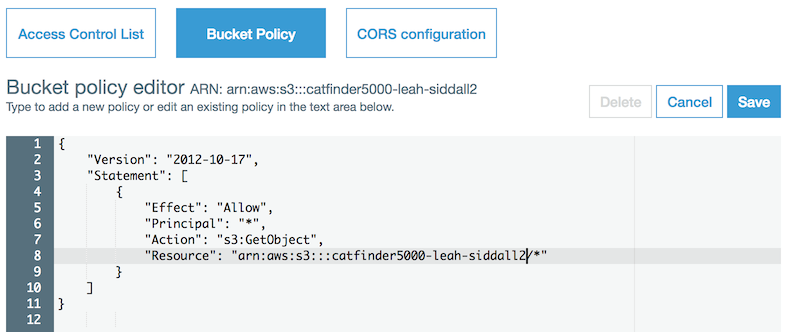 Access Control List
Bucket Policy
CORS configuration
Bucket policy editor ARN: arn:aws:s3:::catfinder5000-leah-siddall2
Type to add a new policy or edit an existing policy in the text area below.
Delete
Cancel
Save
1 {
2     "Version": "2012-10-17",
3     "Statement": [
4         {
5             "Effect": "Allow",
6             "Principal": "*",
7             "Action": "s3:GetObject",
8             "Resource": "arn:aws:s3:::catfinder5000-leah-siddall2/*"
9         }
10     ]
11 }
12